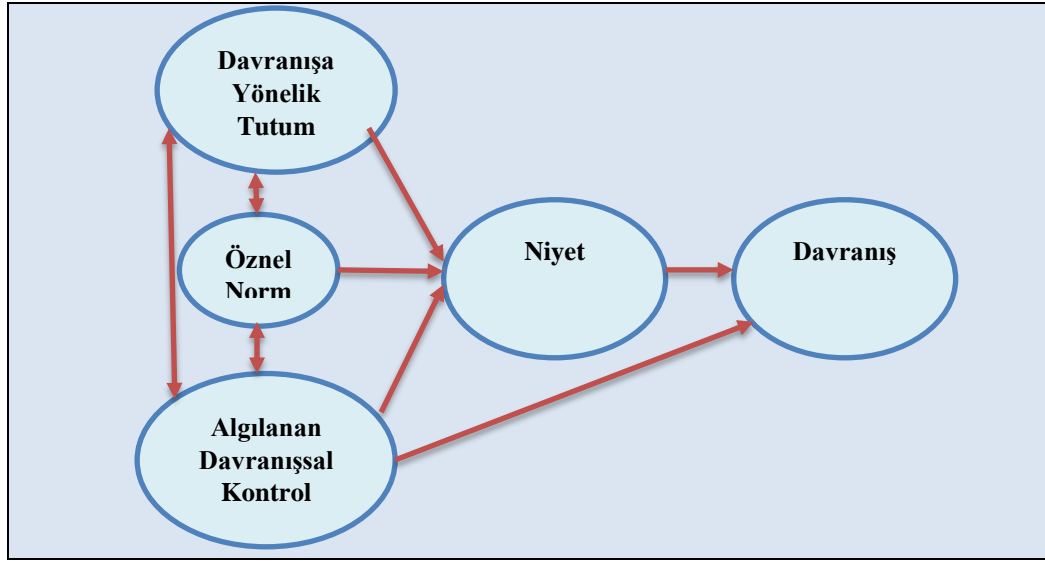 Davranışa
Yönelik
Tutum
Öznel
Norm
Niyet
Davranış
Algılanan
Davranışsal
Kontrol